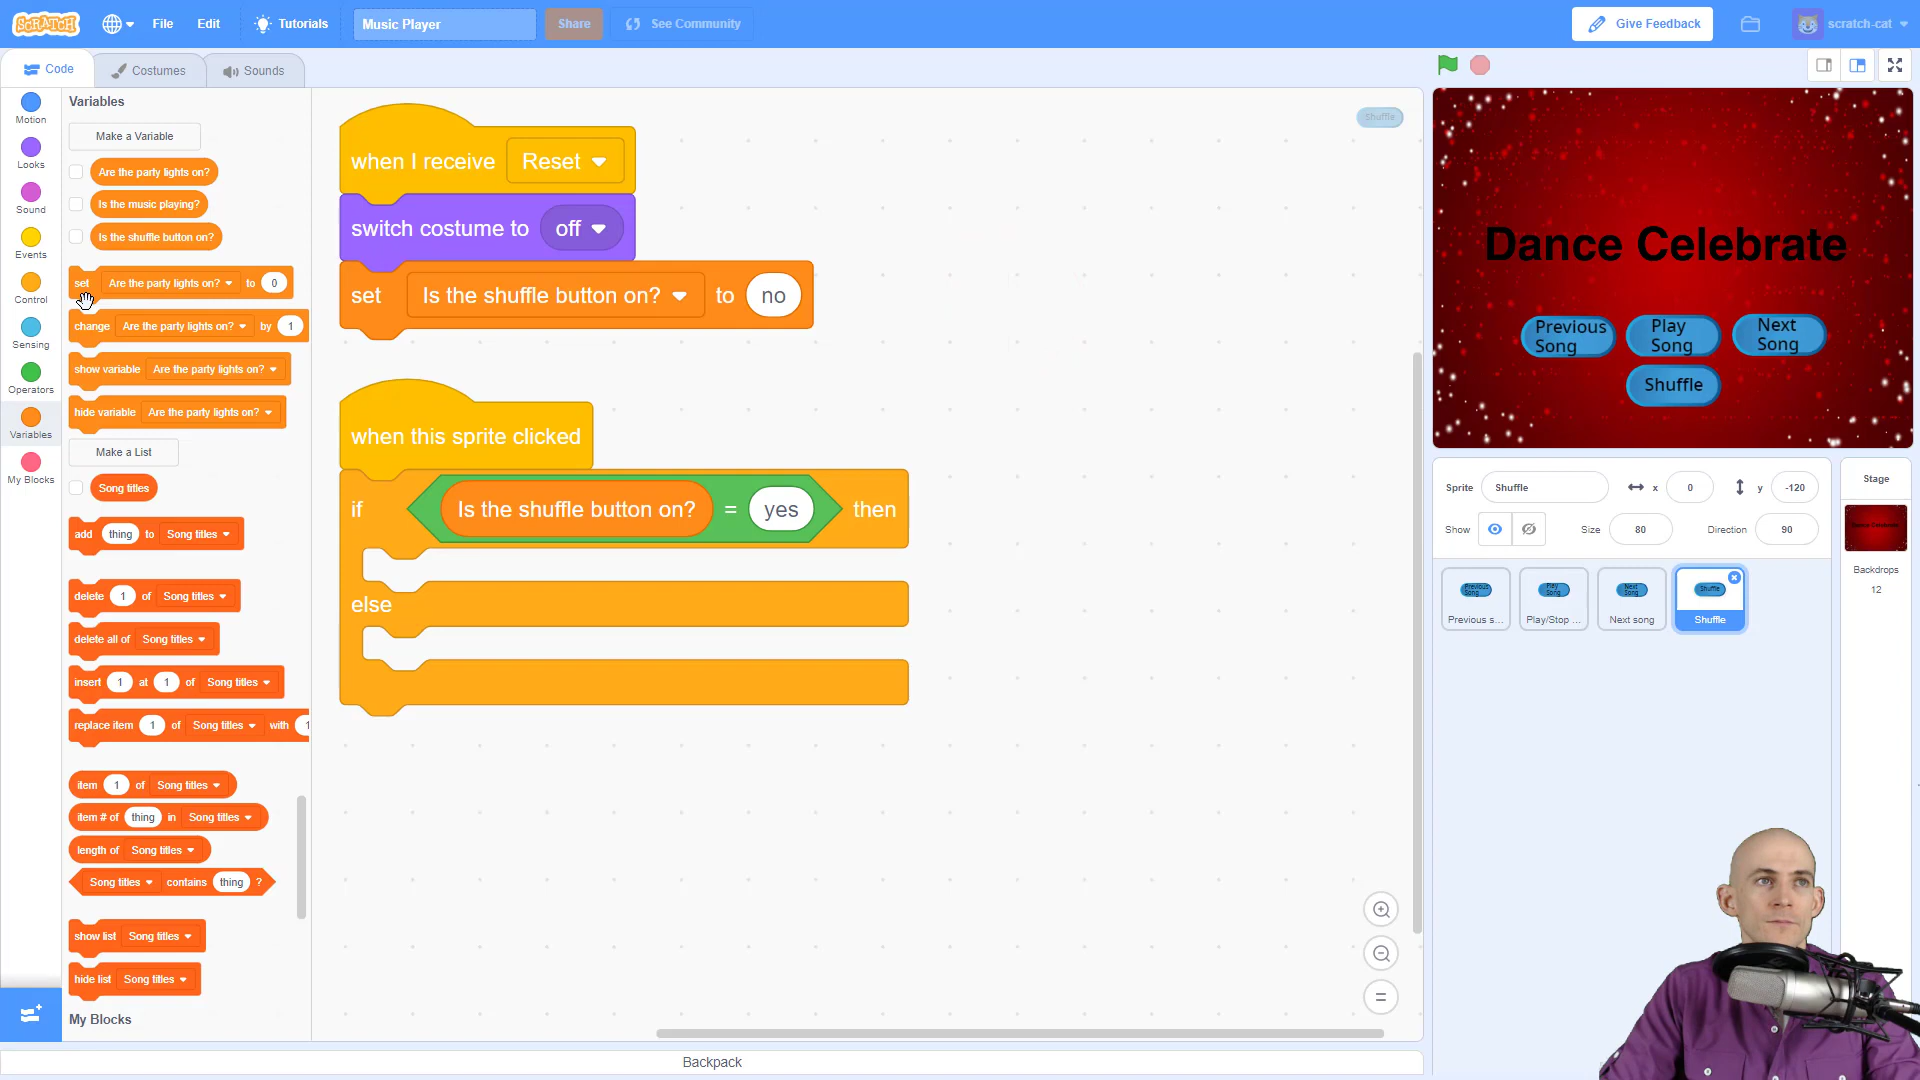 SCRATCH File Edit Tutorials Music Player Share See Community Give Feedback scratch-cat
Code Costumes Sounds
Motion
Looks
Sound
Events
Control
Sensing
Operators
Variables
My Blocks
Variables
Make a Variable
Are the party lights on?
Is the music playing?
Is the shuffle button on?
set Are the party lights on? to 0
change Are the party lights on? by 1
show variable Are the party lights on?
hide variable Are the party lights on?
Make a List
Song titles
add thing to Song titles
delete 1 of Song titles
delete all of Song titles
insert 1 at 1 of Song titles
replace item 1 of Song titles with 1
item 1 of Song titles
item # of thing in Song titles
length of Song titles
Song titles contains thing ?
show list Song titles
hide list Song titles
My Blocks
when I receive Reset
switch costume to off
set Is the shuffle button on? to no
when this sprite clicked
if Is the shuffle button on? = yes then
else
Shuffle
Backpack
Dance Celebrate
Previous Song
Play Song
Next Song
Shuffle
Sprite Shuffle x 0 y -120
Show Size 80 Direction 90
Previous Song
Play Song
Next Song
Shuffle
Previous s... Play/Stop ... Next song Shuffle
Stage
Dance Celebrate
Backdrops
12